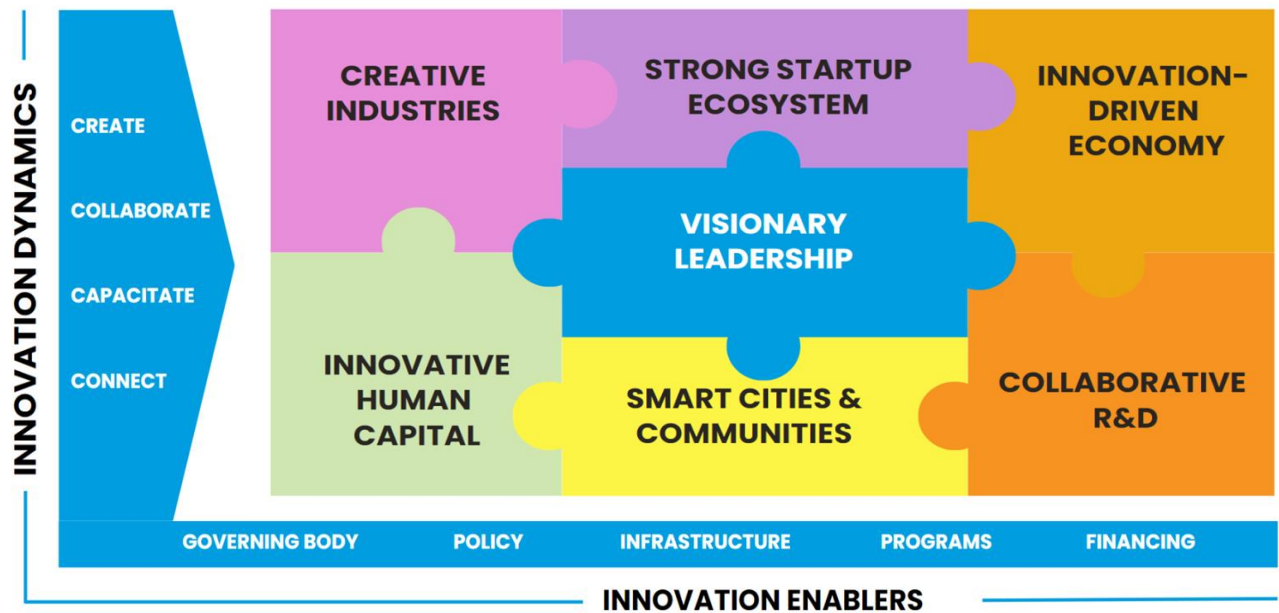 INNOVATION DYNAMICS
CREATE
COLLABORATE
CAPACITATE
CONNECT
CREATIVE
INDUSTRIES
STRONG STARTUP
ECOSYSTEM
INNOVATION-
DRIVEN
ECONOMY
VISIONARY
LEADERSHIP
INNOVATIVE
HUMAN
CAPITAL
SMART CITIES &
COMMUNITIES
COLLABORATIVE
R&D
GOVERNING BODY POLICY INFRASTRUCTURE PROGRAMS FINANCING
INNOVATION ENABLERS